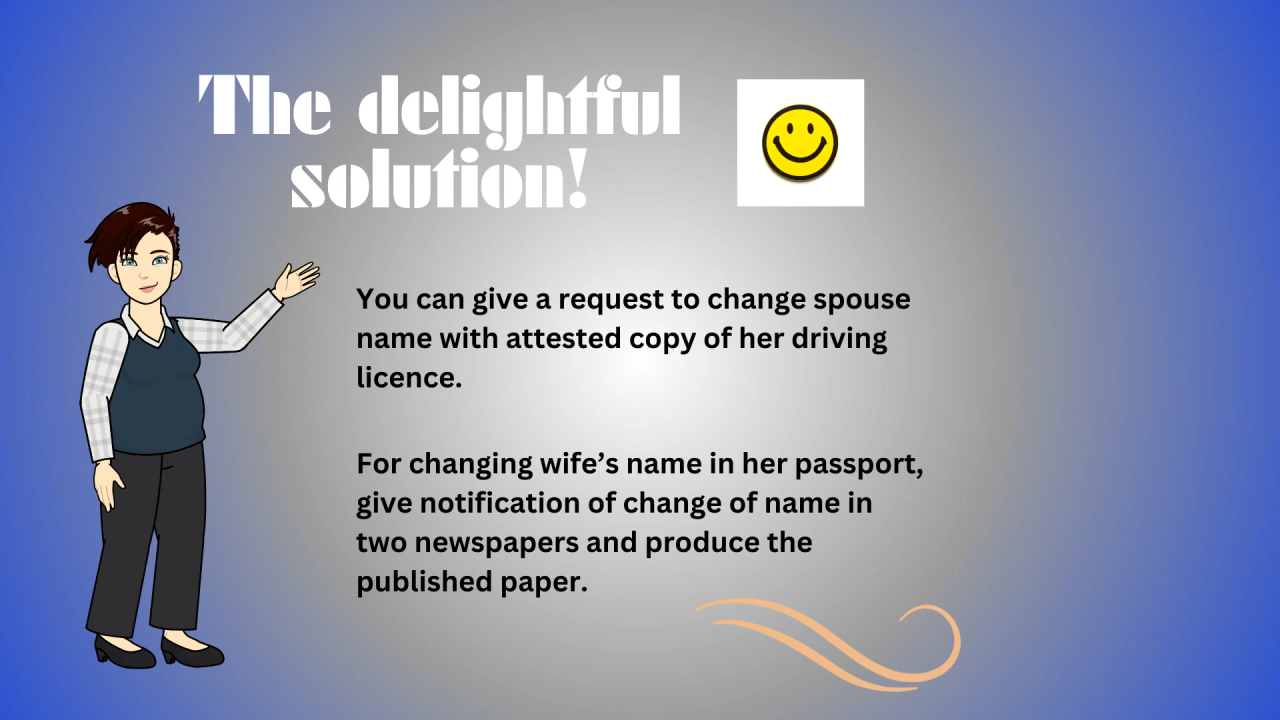 The delightful
solution!
You can give a request to change spouse
name with attested copy of her driving
licence.
For changing wife’s name in her passport,
give notification of change of name in
two newspapers and produce the
published paper.